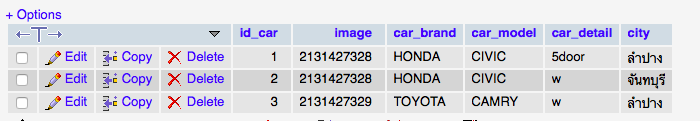 + Options
←T→ id_car image car_brand car_model car_detail city
Edit Copy Delete 1 2131427328 HONDA CIVIC 5door ลำปาง
Edit Copy Delete 2 2131427328 HONDA CIVIC w จันทบุรี
Edit Copy Delete 3 2131427329 TOYOTA CAMRY w ลำปาง